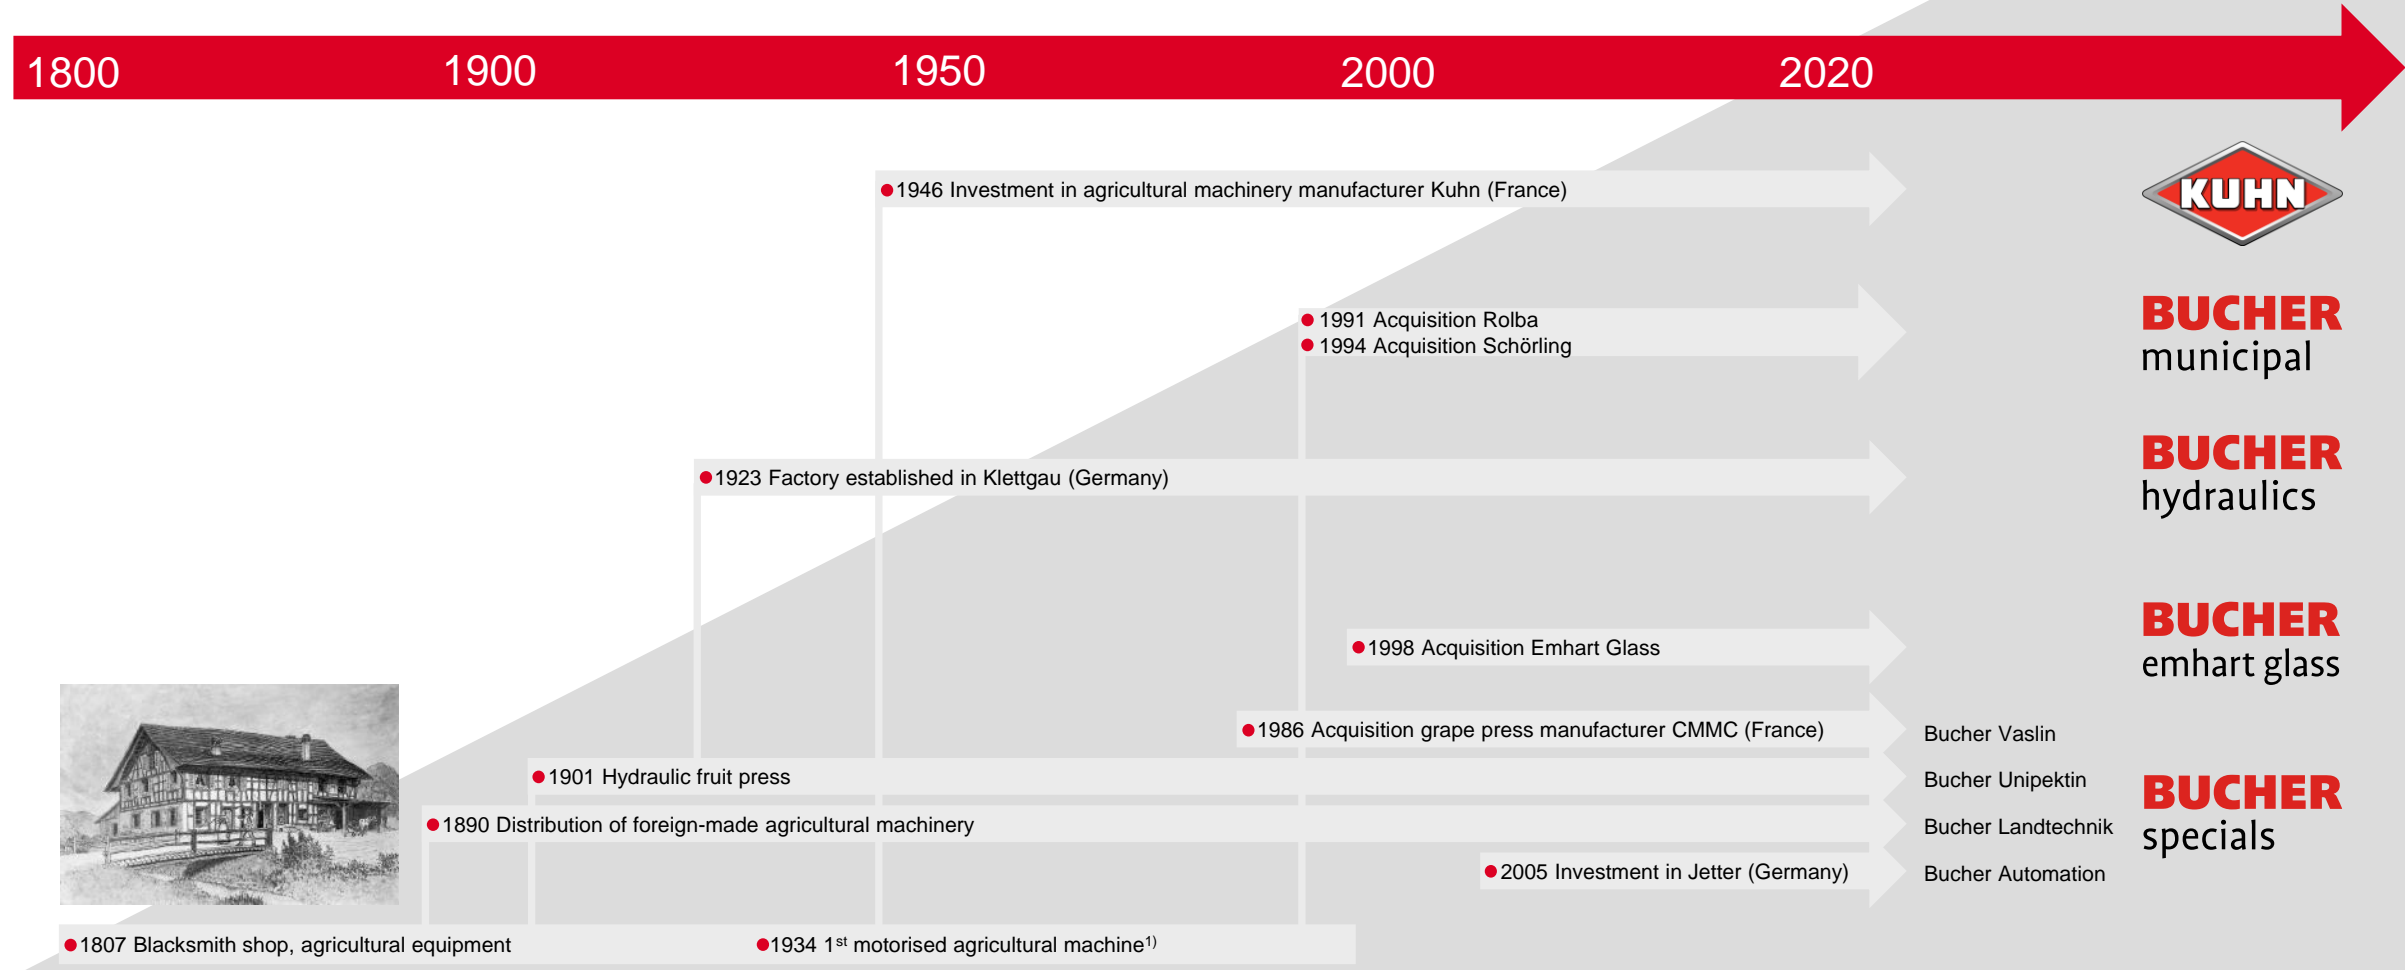 1800 1900 1950 2000 2020
1946 Investment in agricultural machinery manufacturer Kuhn (France)
KUHN
1991 Acquisition Rolba
1994 Acquisition Schörling
BUCHER
municipal
1923 Factory established in Klettgau (Germany)
BUCHER
hydraulics
1998 Acquisition Emhart Glass
BUCHER
emhart glass
1986 Acquisition grape press manufacturer CMMC (France)
Bucher Vaslin
1901 Hydraulic fruit press
Bucher Unipektin
1890 Distribution of foreign-made agricultural machinery
Bucher Landtechnik
2005 Investment in Jetter (Germany)
Bucher Automation
BUCHER
specials
1807 Blacksmith shop, agricultural equipment
1934 1st motorised agricultural machine1)